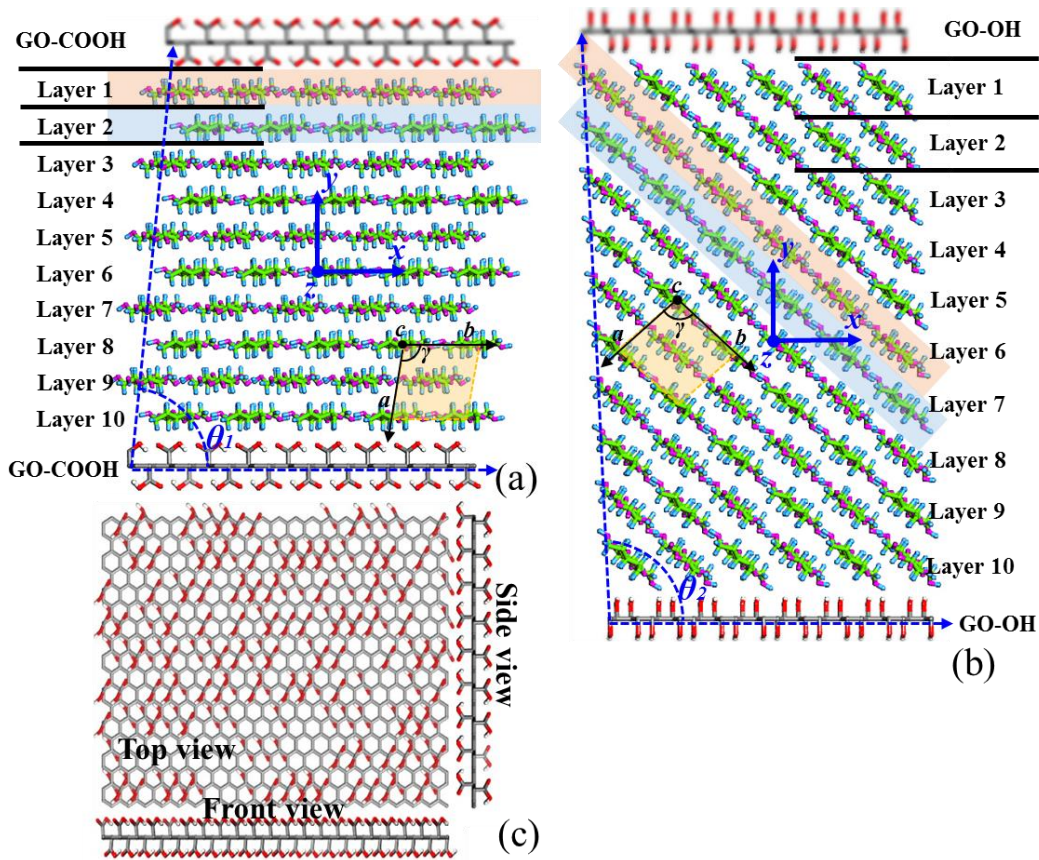 GO-COOH
Layer 1
Layer 2
Layer 3
Layer 4
Layer 5
Layer 6
Layer 7
Layer 8
Layer 9
Layer 10
GO-COOH
y
x
z
c
b
γ
a
θ1
(a)
GO-OH
Layer 1
Layer 2
Layer 3
Layer 4
Layer 5
Layer 6
Layer 7
Layer 8
Layer 9
Layer 10
GO-OH
y
x
z
c
a
γ
b
θ2
(b)
Side view
Top view
Front view
(c)